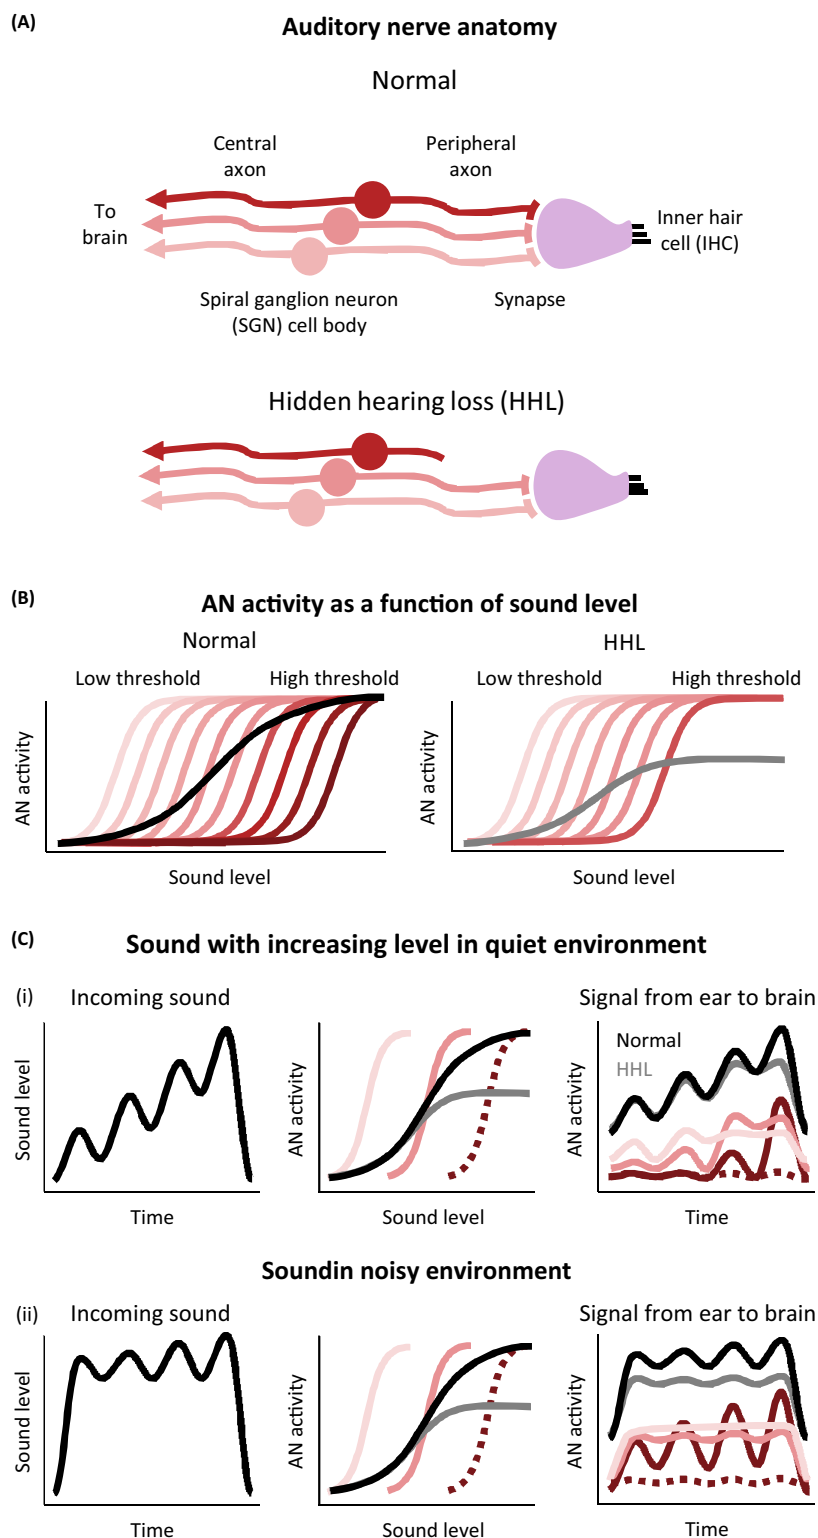 (A)
Auditory nerve anatomy
Normal
Central
axon
Peripheral
axon
To
brain
Inner hair
cell (IHC)
Spiral ganglion neuron
(SGN) cell body
Synapse
Hidden hearing loss (HHL)
(B)
AN activity as a function of sound level
Normal
HHL
Low threshold
High threshold
Low threshold
High threshold
AN activity
AN activity
Sound level
Sound level
(C)
Sound with increasing level in quiet environment
(i)
Incoming sound
Signal from ear to brain
Normal
HHL
Sound level
AN activity
AN activity
Time
Sound level
Time
Soundin noisy environment
(ii)
Incoming sound
Signal from ear to brain
Sound level
AN activity
AN activity
Time
Sound level
Time